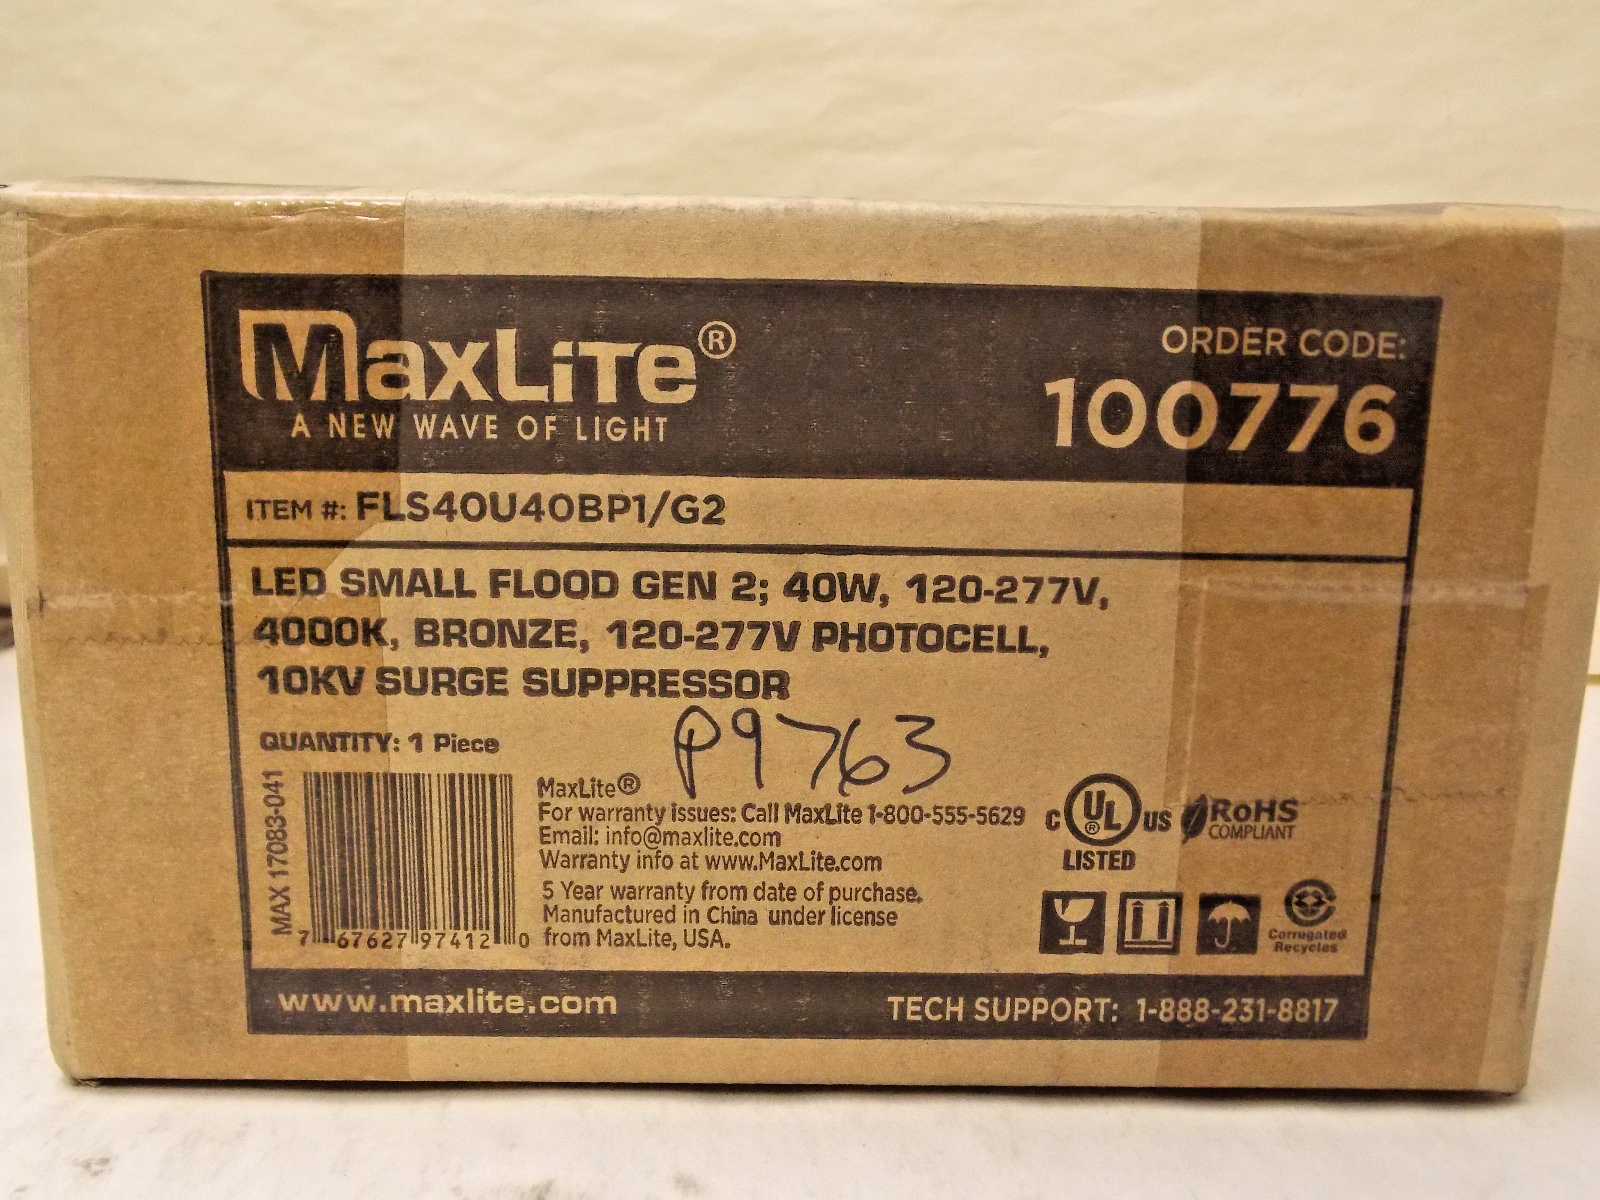 MaxLite®
A NEW WAVE OF LIGHT
ORDER CODE:
100776
ITEM #: FLS40U40BP1/G2
LED SMALL FLOOD GEN 2; 40W, 120-277V,
4000K, BRONZE, 120-277V PHOTOCELL,
10KV SURGE SUPPRESSOR
P9763
QUANTITY: 1 Piece
MAX 17083-041
7 67627 97412 0
MaxLite®
For warranty issues: Call MaxLite 1-800-555-5629
Email: info@maxlite.com
Warranty info at www.MaxLite.com
5 Year warranty from date of purchase.
Manufactured in China under license
from MaxLite, USA.
C UL® US
LISTED
RoHS
COMPLIANT
Corrugated
Recycles
www.maxlite.com
TECH SUPPORT: 1-888-231-8817